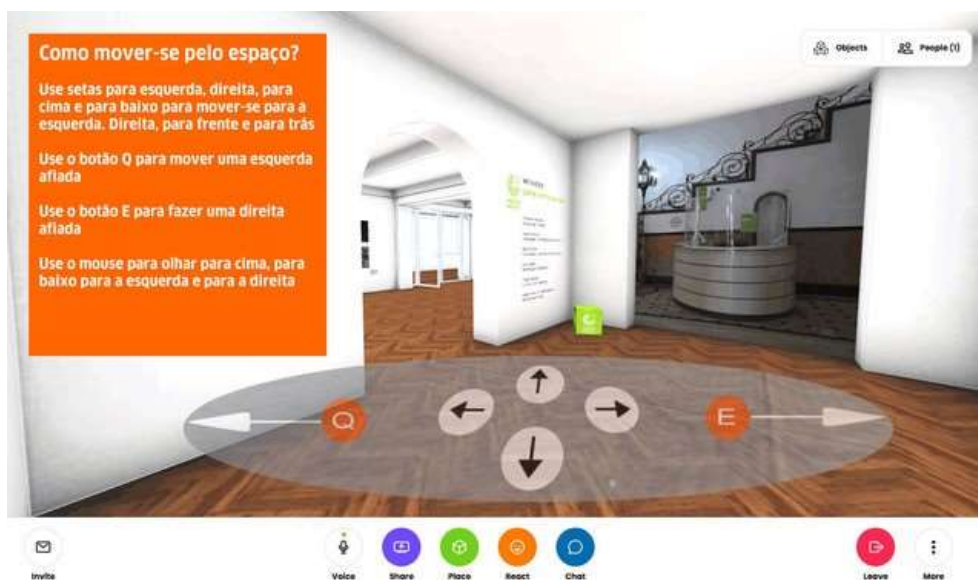 Como mover-se pelo espaço?
Use setas para esquerda, direita, para
cima e para baixo para mover-se para a
esquerda. Direita, para frente e para trás
Use o botão Q para mover uma esquerda
afiada
Use o botão E para fazer uma direita
afiada
Use o mouse para olhar para cima, para
baixo para a esquerda e para a direita
Objects
People (1)
Q
E
Invite
Voice
Share
Place
React
Chat
Leave
More